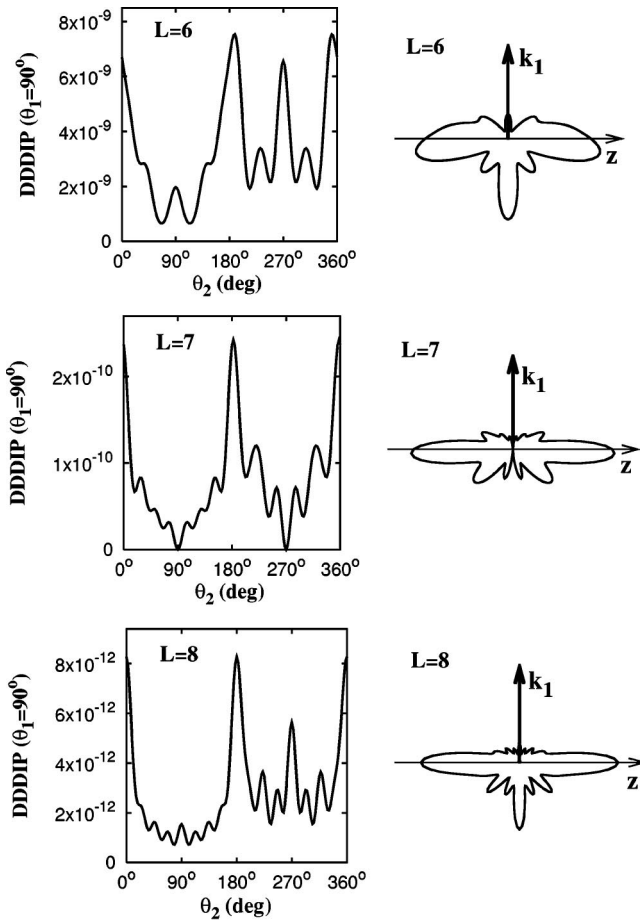 DDDIP (θ₁=90°)
8x10⁻⁹
6x10⁻⁹
4x10⁻⁹
2x10⁻⁹
0
L=6
0° 90° 180° 270° 360°
θ₂ (deg)
L=6
k₁
z
DDDIP (θ₁=90°)
2x10⁻¹⁰
1x10⁻¹⁰
0
L=7
0° 90° 180° 270° 360°
θ₂ (deg)
L=7
k₁
z
DDDIP (θ₁=90°)
8x10⁻¹²
6x10⁻¹²
4x10⁻¹²
2x10⁻¹²
0
L=8
0° 90° 180° 270° 360°
θ₂ (deg)
L=8
k₁
z